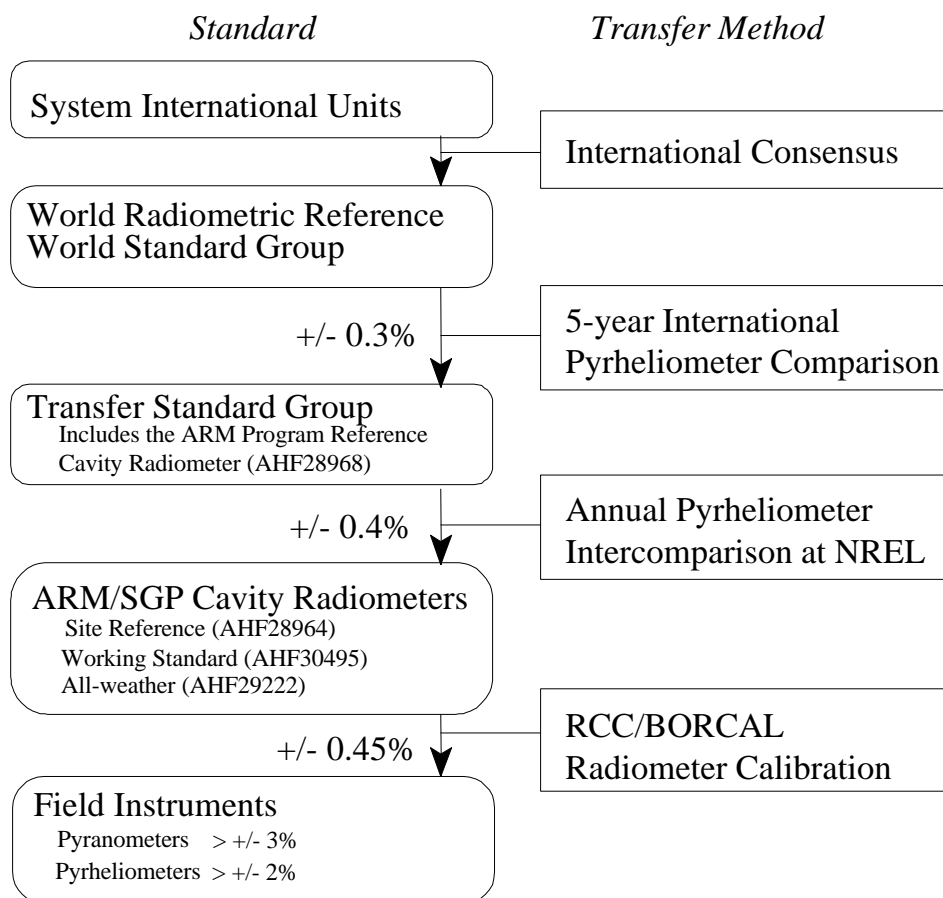 Standard
Transfer Method
System International Units
International Consensus
World Radiometric Reference
World Standard Group
+/- 0.3%
5-year International
Pyrheliometer Comparison
Transfer Standard Group
Includes the ARM Program Reference
Cavity Radiometer (AHF28968)
+/- 0.4%
Annual Pyrheliometer
Intercomparison at NREL
ARM/SGP Cavity Radiometers
Site Reference (AHF28964)
Working Standard (AHF30495)
All-weather (AHF29222)
+/- 0.45%
RCC/BORCAL
Radiometer Calibration
Field Instruments
Pyranometers > +/- 3%
Pyrheliometers > +/- 2%